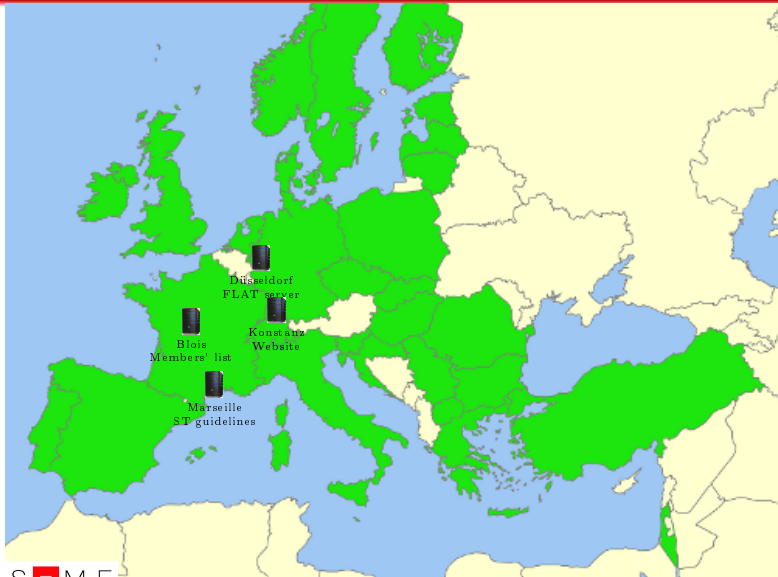 Düsseldorf
FLAT server
Konstanz
Website
Blois
Members' list
Marseille
ST guidelines